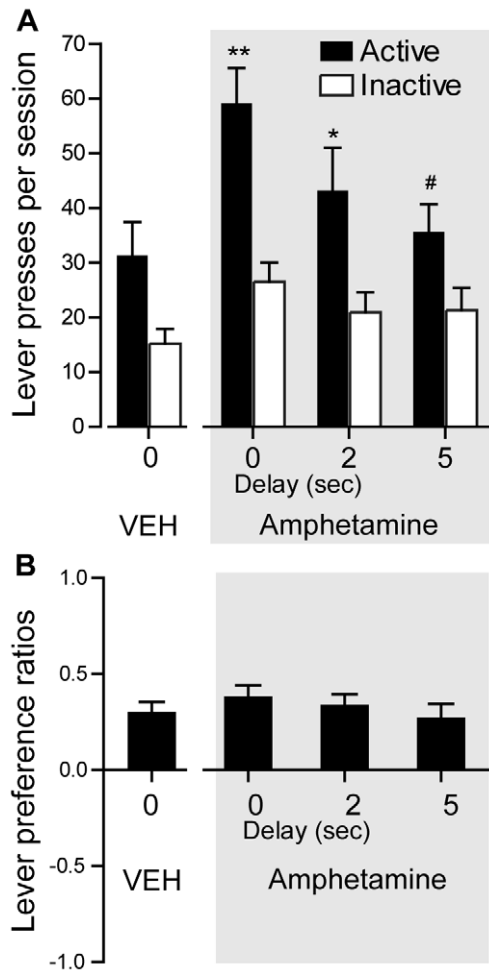 A
Lever presses per session
70
60
50
40
30
20
10
0
**
*
#
Active
Inactive
0
0
2
5
Delay (sec)
VEH
Amphetamine
B
Lever preference ratios
1.0
0.5
0.0
-0.5
-1.0
0
0
2
5
Delay (sec)
VEH
Amphetamine